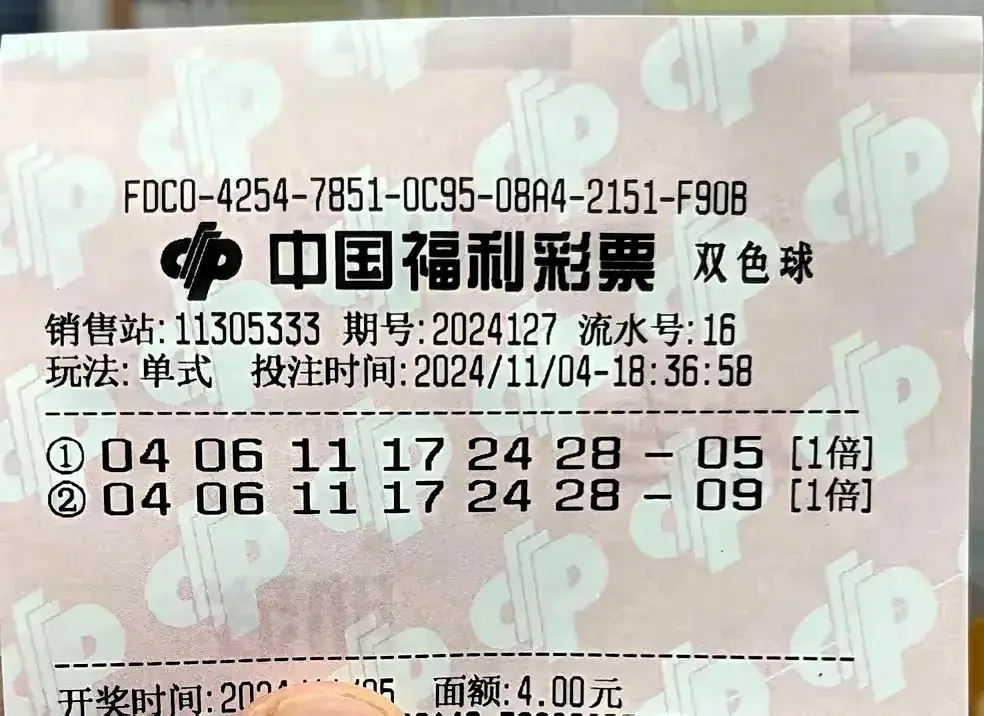 FDC0-4254-7851-0C95-08A4-2151-F90B
中国福利彩票 双色球
销售站:11305333 期号:2024127 流水号:16
玩法:单式 投注时间:2024/11/04-18:36:58
① 04 06 11 17 24 28 - 05 [1倍]
② 04 06 11 17 24 28 - 09 [1倍]
开奖时间: 面额:4.00元